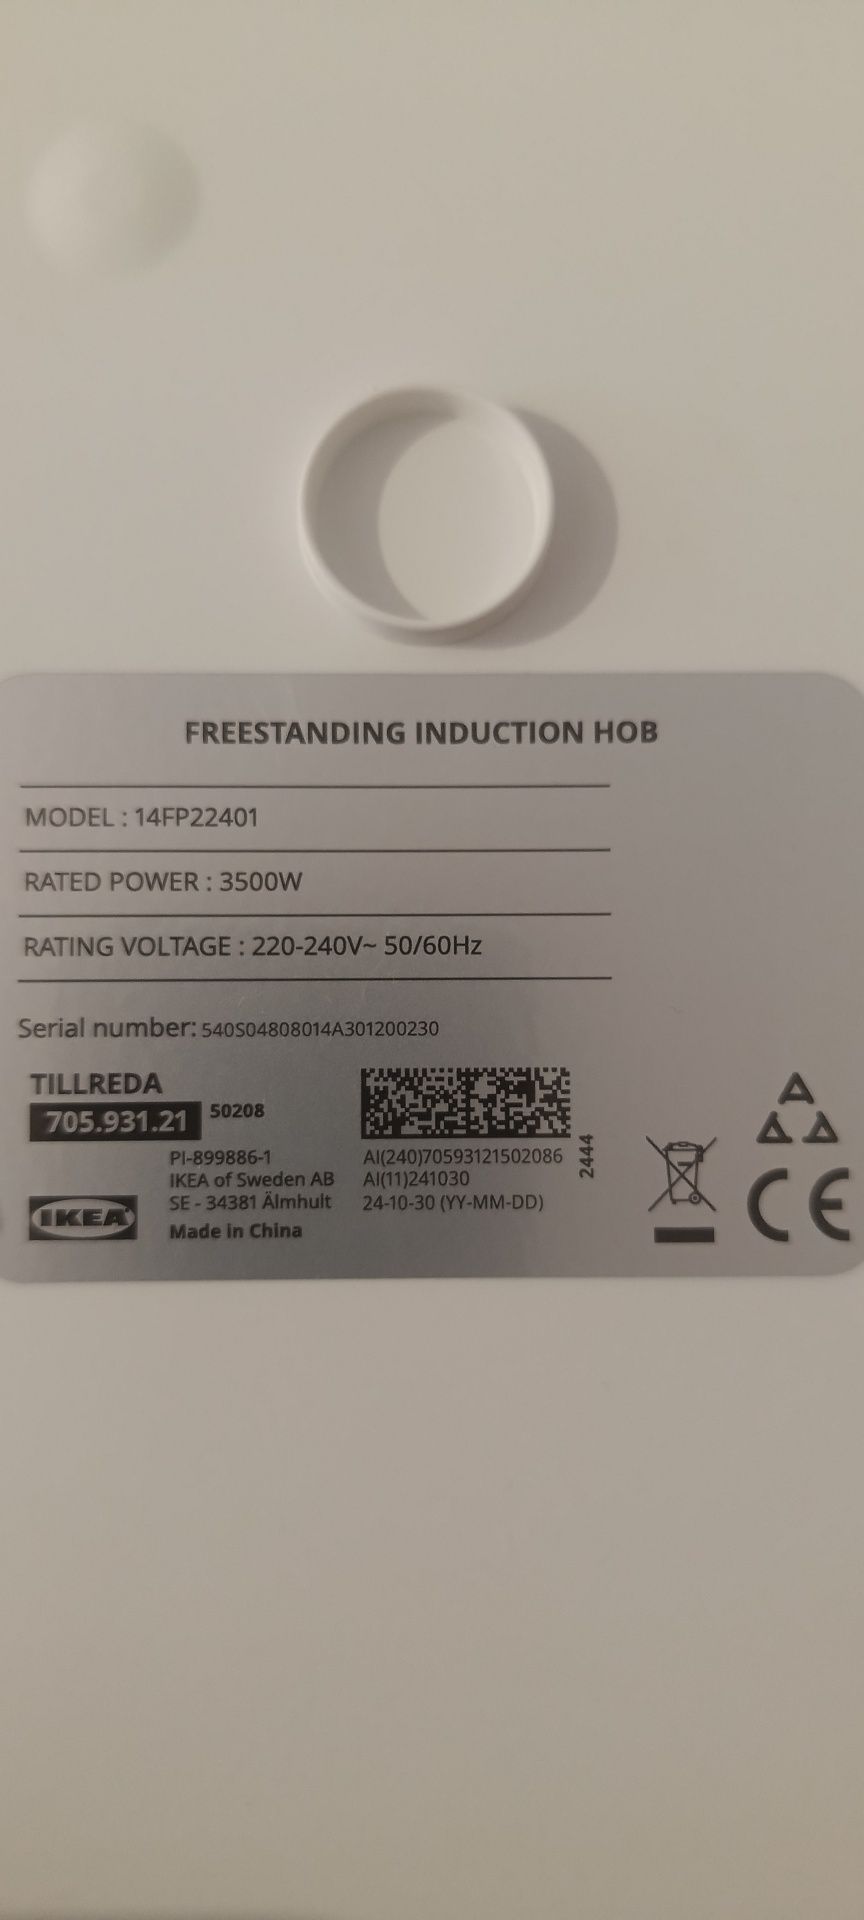 FREESTANDING INDUCTION HOB
MODEL : 14FP22401
RATED POWER : 3500W
RATING VOLTAGE : 220-240V~ 50/60Hz
Serial number: 540S04808014A301200230
TILLREDA
705.931.21 50208
PI-899886-1
IKEA of Sweden AB
SE - 34381 Älmhult
Made in China
IKEA
AI(240)70593121502086
AI(11)241030
24-10-30 (YY-MM-DD)
2444
CE